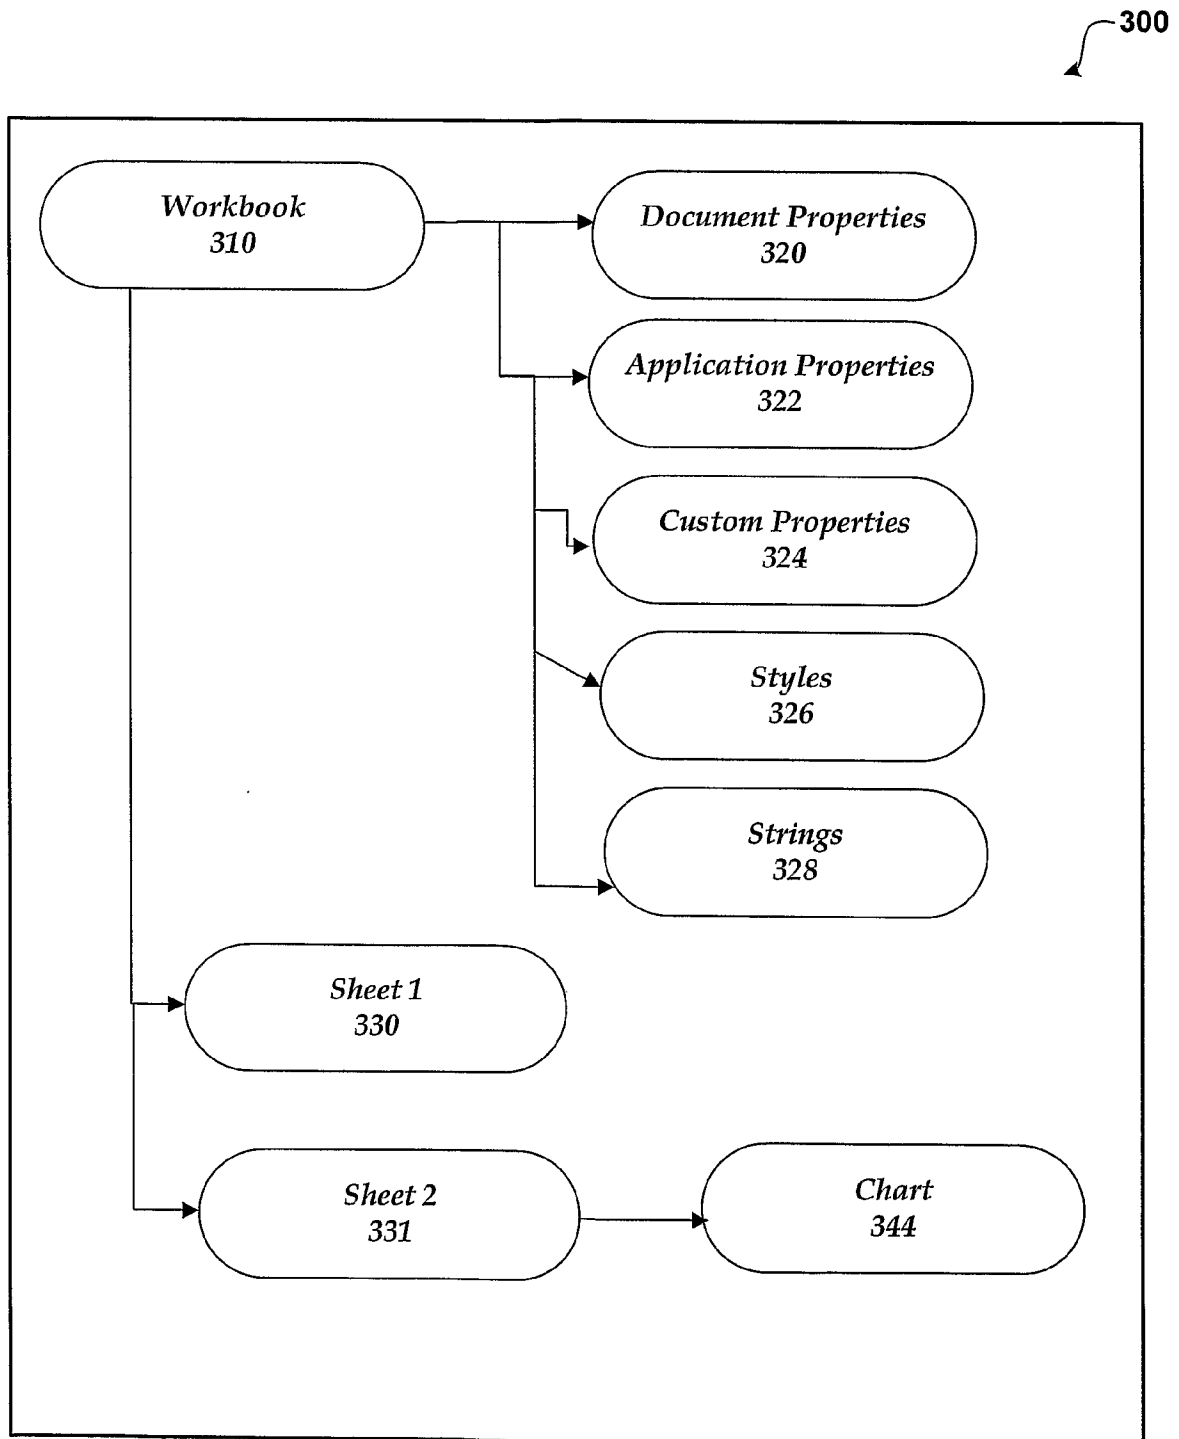 300
Workbook
310
Document Properties
320
Application Properties
322
Custom Properties
324
Styles
326
Strings
328
Sheet 1
330
Sheet 2
331
Chart
344